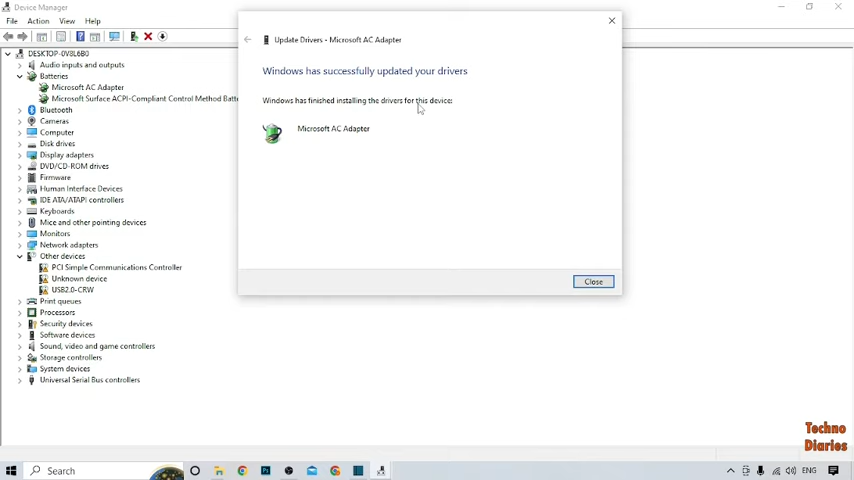 Device Manager
File Action View Help
DESKTOP-0V8L6B0
Audio inputs and outputs
Batteries
Microsoft AC Adapter
Microsoft Surface ACPI-Compliant Control Method Batte
Bluetooth
Cameras
Computer
Disk drives
Display adapters
DVD/CD-ROM drives
Firmware
Human Interface Devices
IDE ATA/ATAPI controllers
Keyboards
Mice and other pointing devices
Monitors
Network adapters
Other devices
PCI Simple Communications Controller
Unknown device
USB2.0-CRW
Print queues
Processors
Security devices
Software devices
Sound, video and game controllers
Storage controllers
System devices
Universal Serial Bus controllers
Update Drivers - Microsoft AC Adapter
Windows has successfully updated your drivers
Windows has finished installing the drivers for this device:
Microsoft AC Adapter
Close
Techno
Diaries
Search
ENG